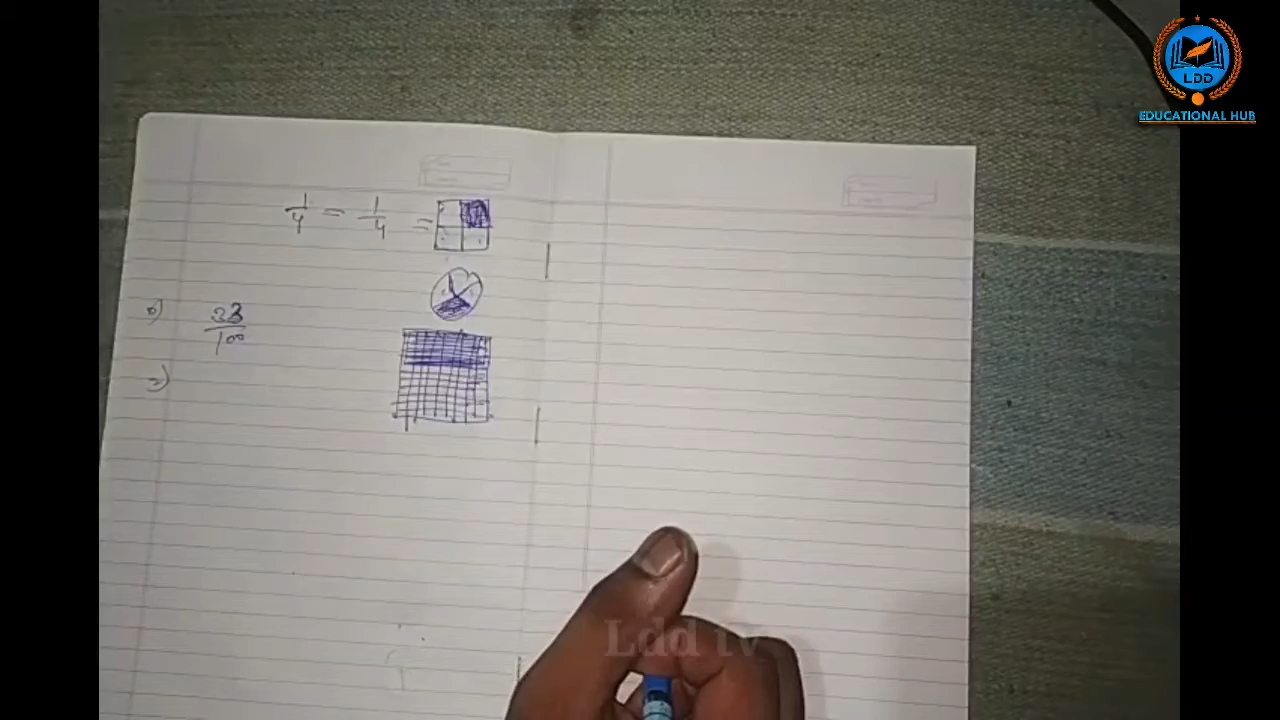 LDD
EDUCATIONAL HUB
1/4 = 1/4 =
33/100
Ldd tv